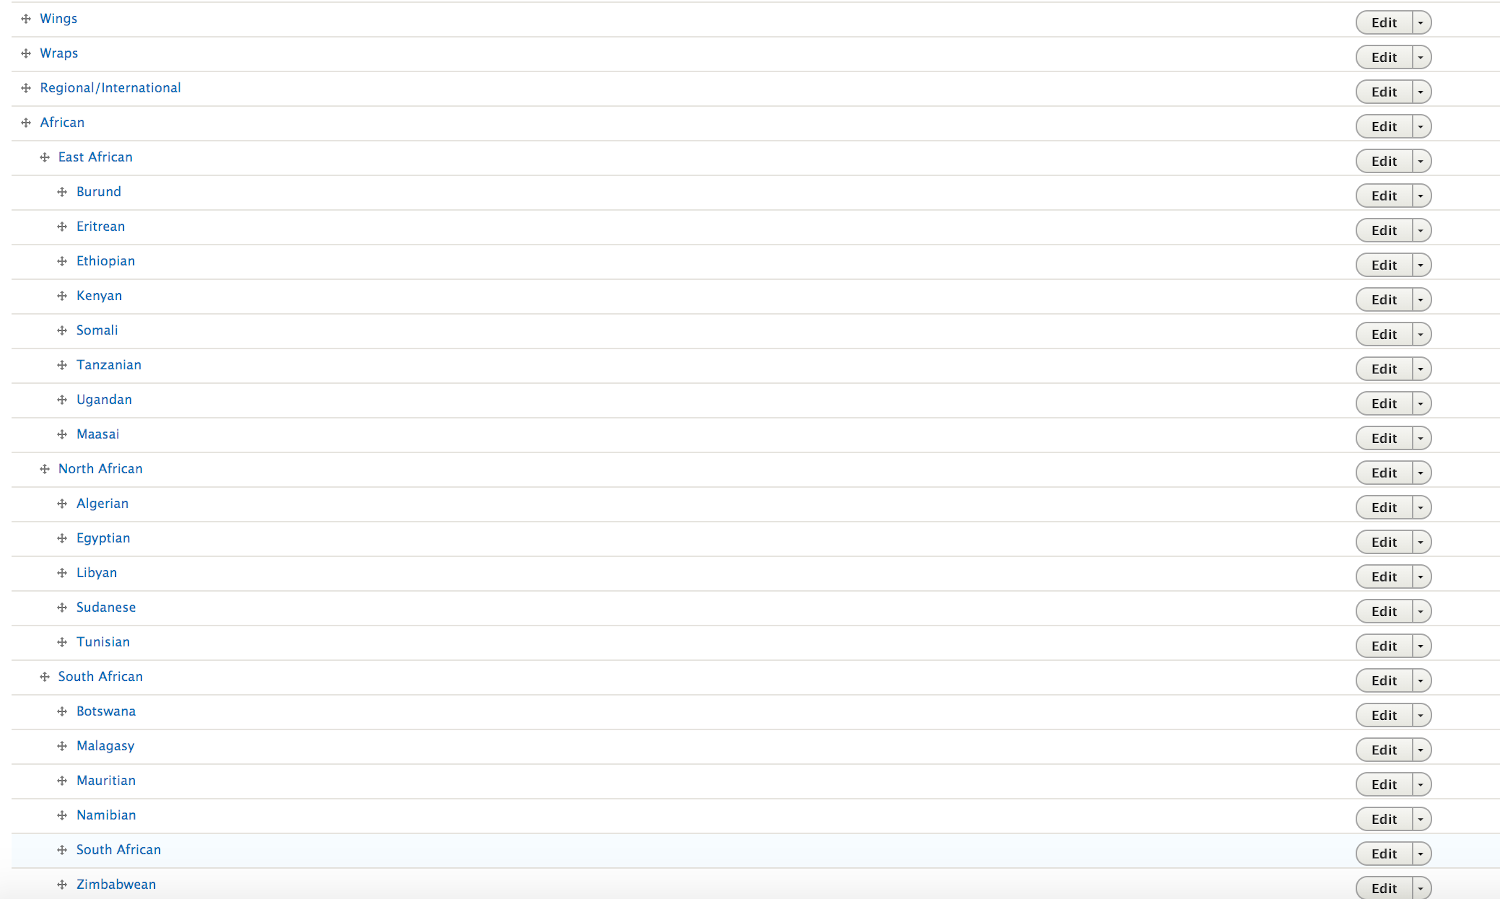 Wings Edit
Wraps Edit
Regional/International Edit
African Edit
East African Edit
Burund Edit
Eritrean Edit
Ethiopian Edit
Kenyan Edit
Somali Edit
Tanzanian Edit
Ugandan Edit
Maasai Edit
North African Edit
Algerian Edit
Egyptian Edit
Libyan Edit
Sudanese Edit
Tunisian Edit
South African Edit
Botswana Edit
Malagasy Edit
Mauritian Edit
Namibian Edit
South African Edit
Zimbabwean Edit